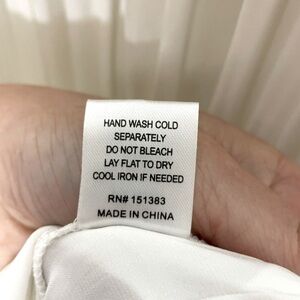 HAND WASH COLD
SEPARATELY
DO NOT BLEACH
LAY FLAT TO DRY
COOL IRON IF NEEDED
RN# 151383
MADE IN CHINA